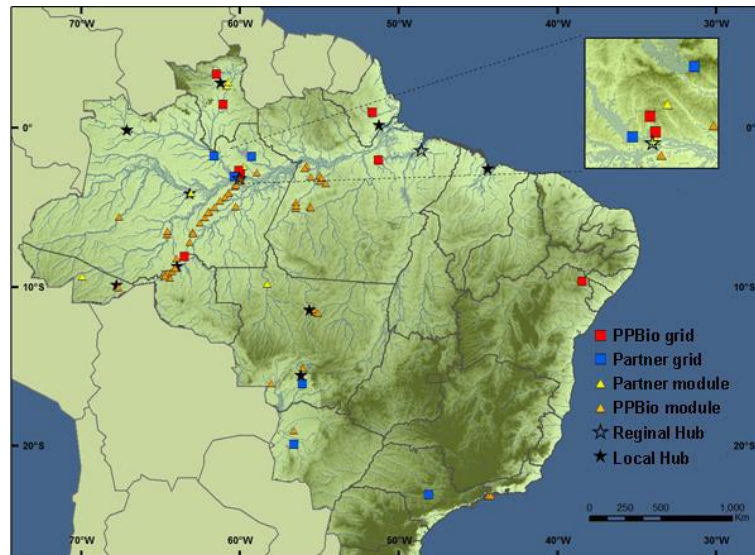 70°W 60°W 50°W 40°W 30°W
0° 0°
10°S 10°S
20°S 20°S
PPBio grid
Partner grid
Partner module
PPBio module
Reginal Hub
Local Hub
0 250 500 1,000
Km
70°W 60°W 50°W 40°W 30°W